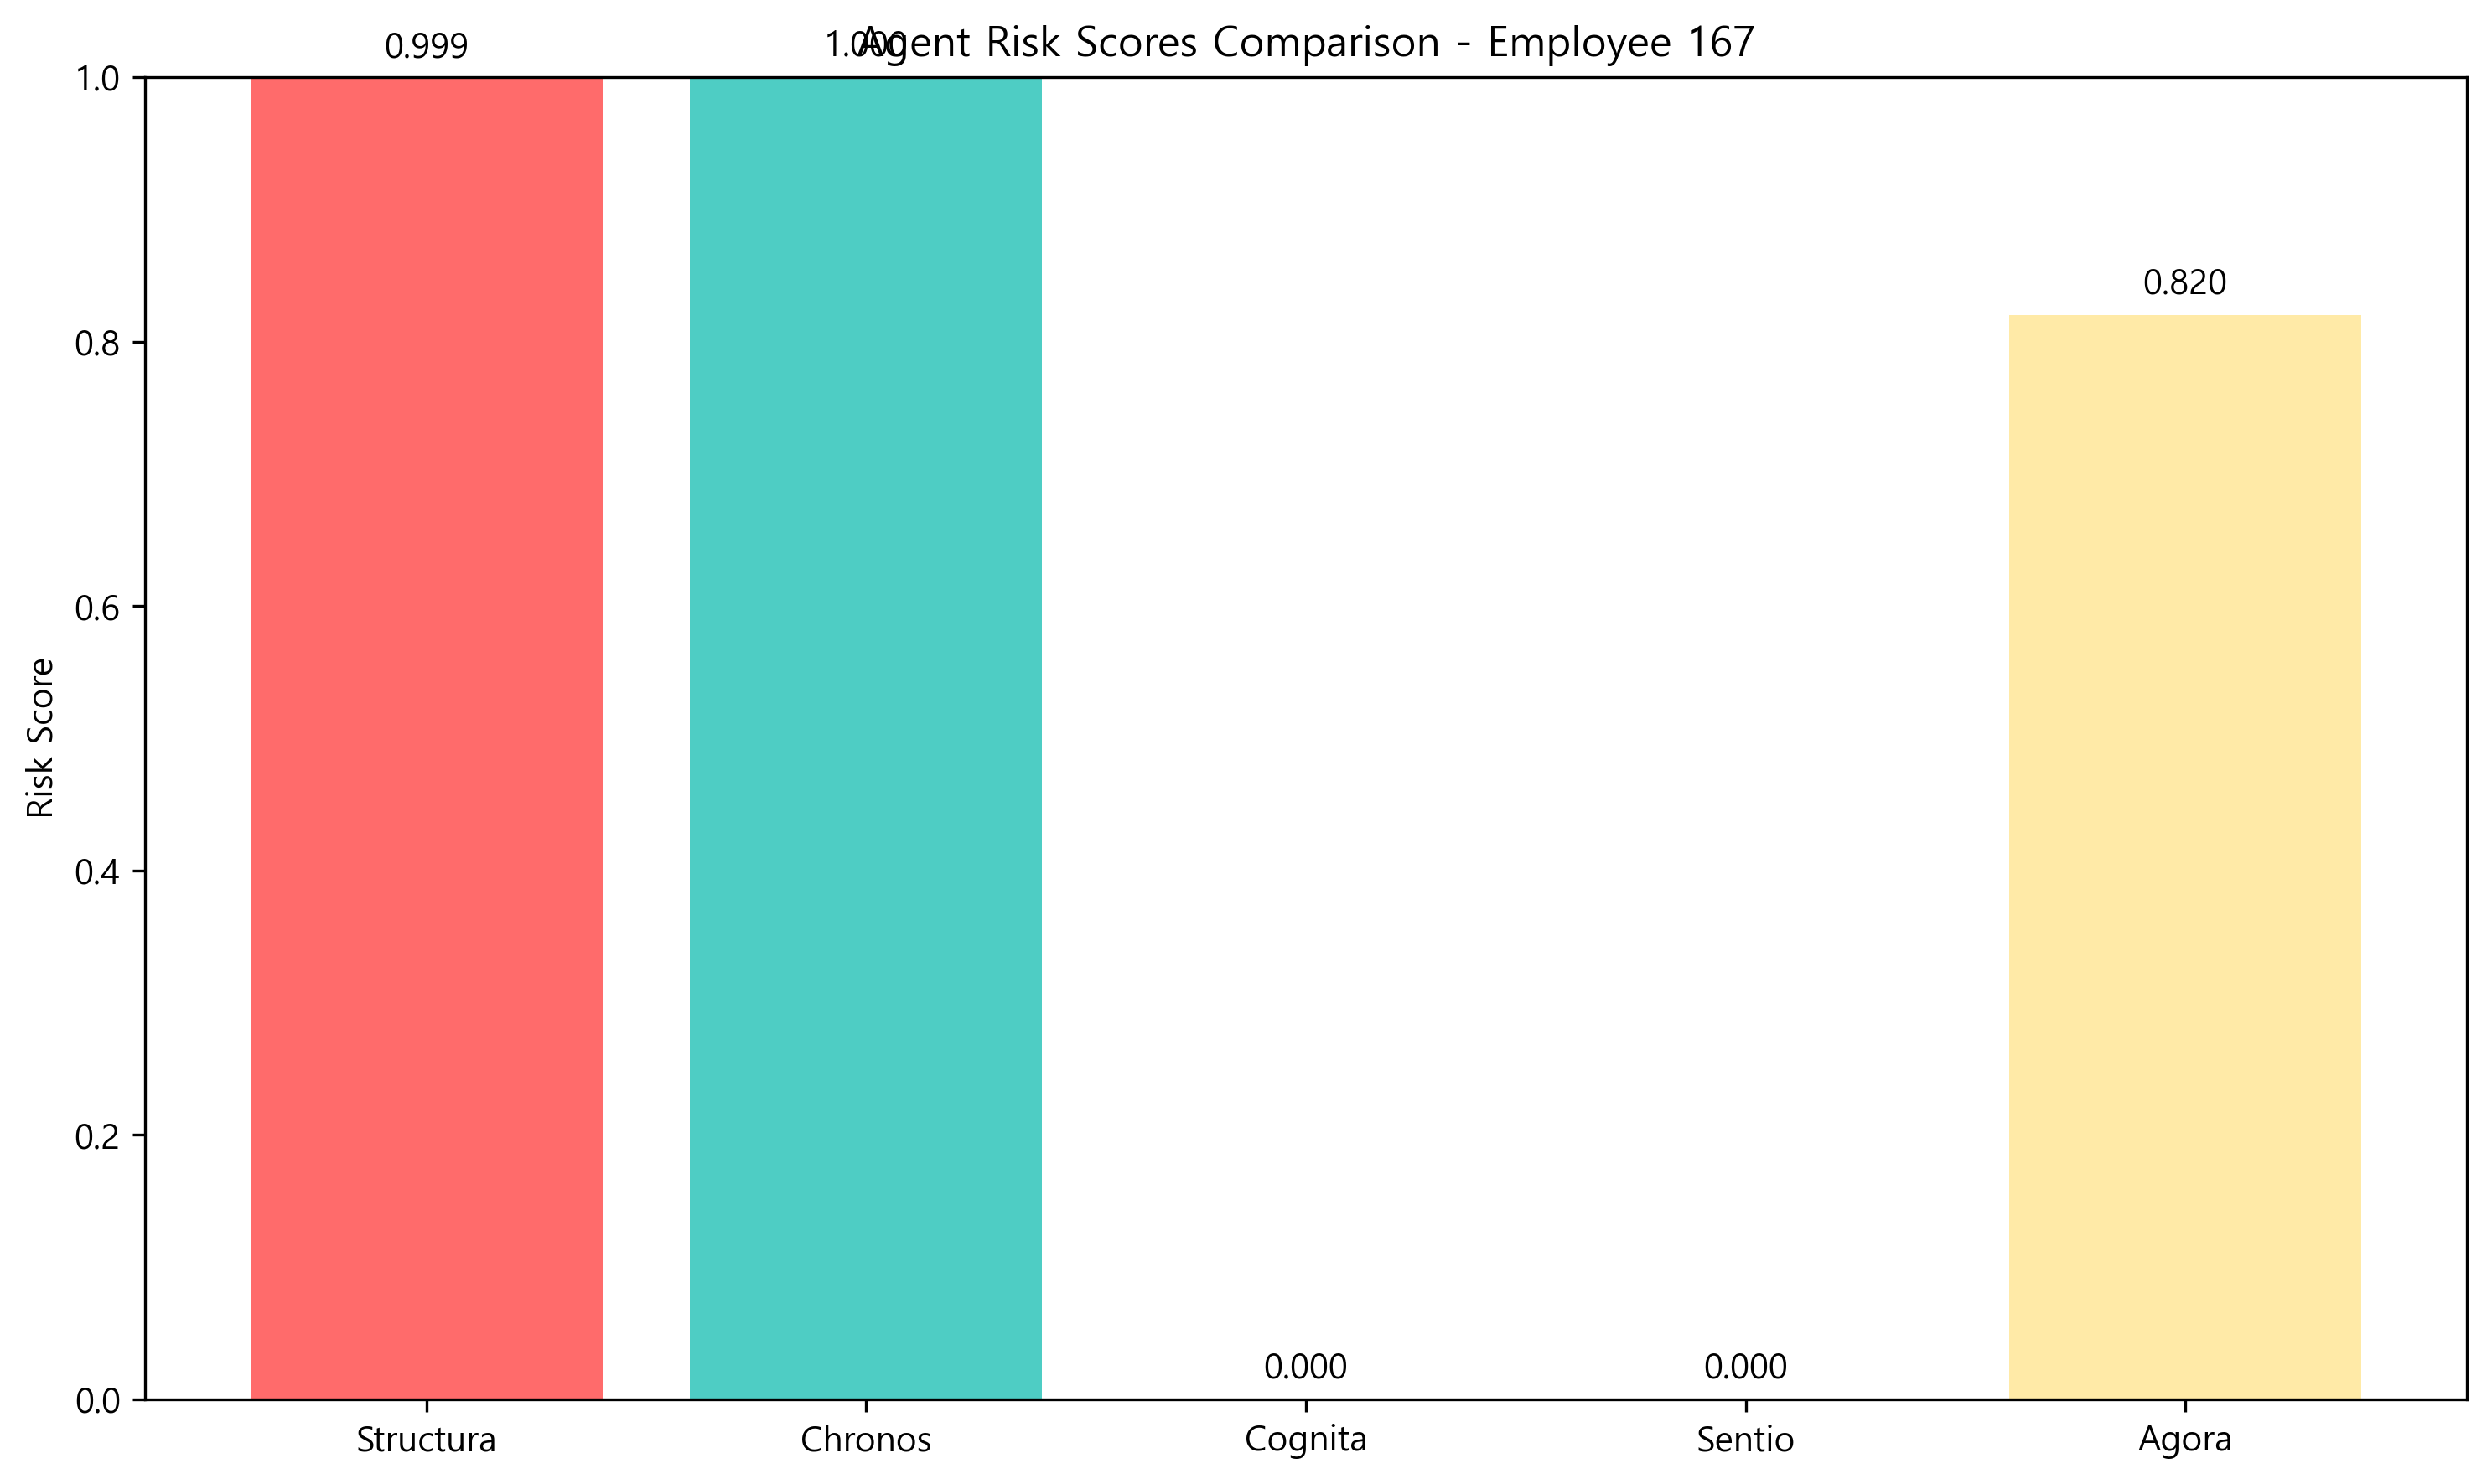 Agent Risk Scores Comparison - Employee 167
0.999
1.000
0.820
0.000
0.000
1.0
0.8
0.6
0.4
0.2
0.0
Risk Score
Structura
Chronos
Cognita
Sentio
Agora